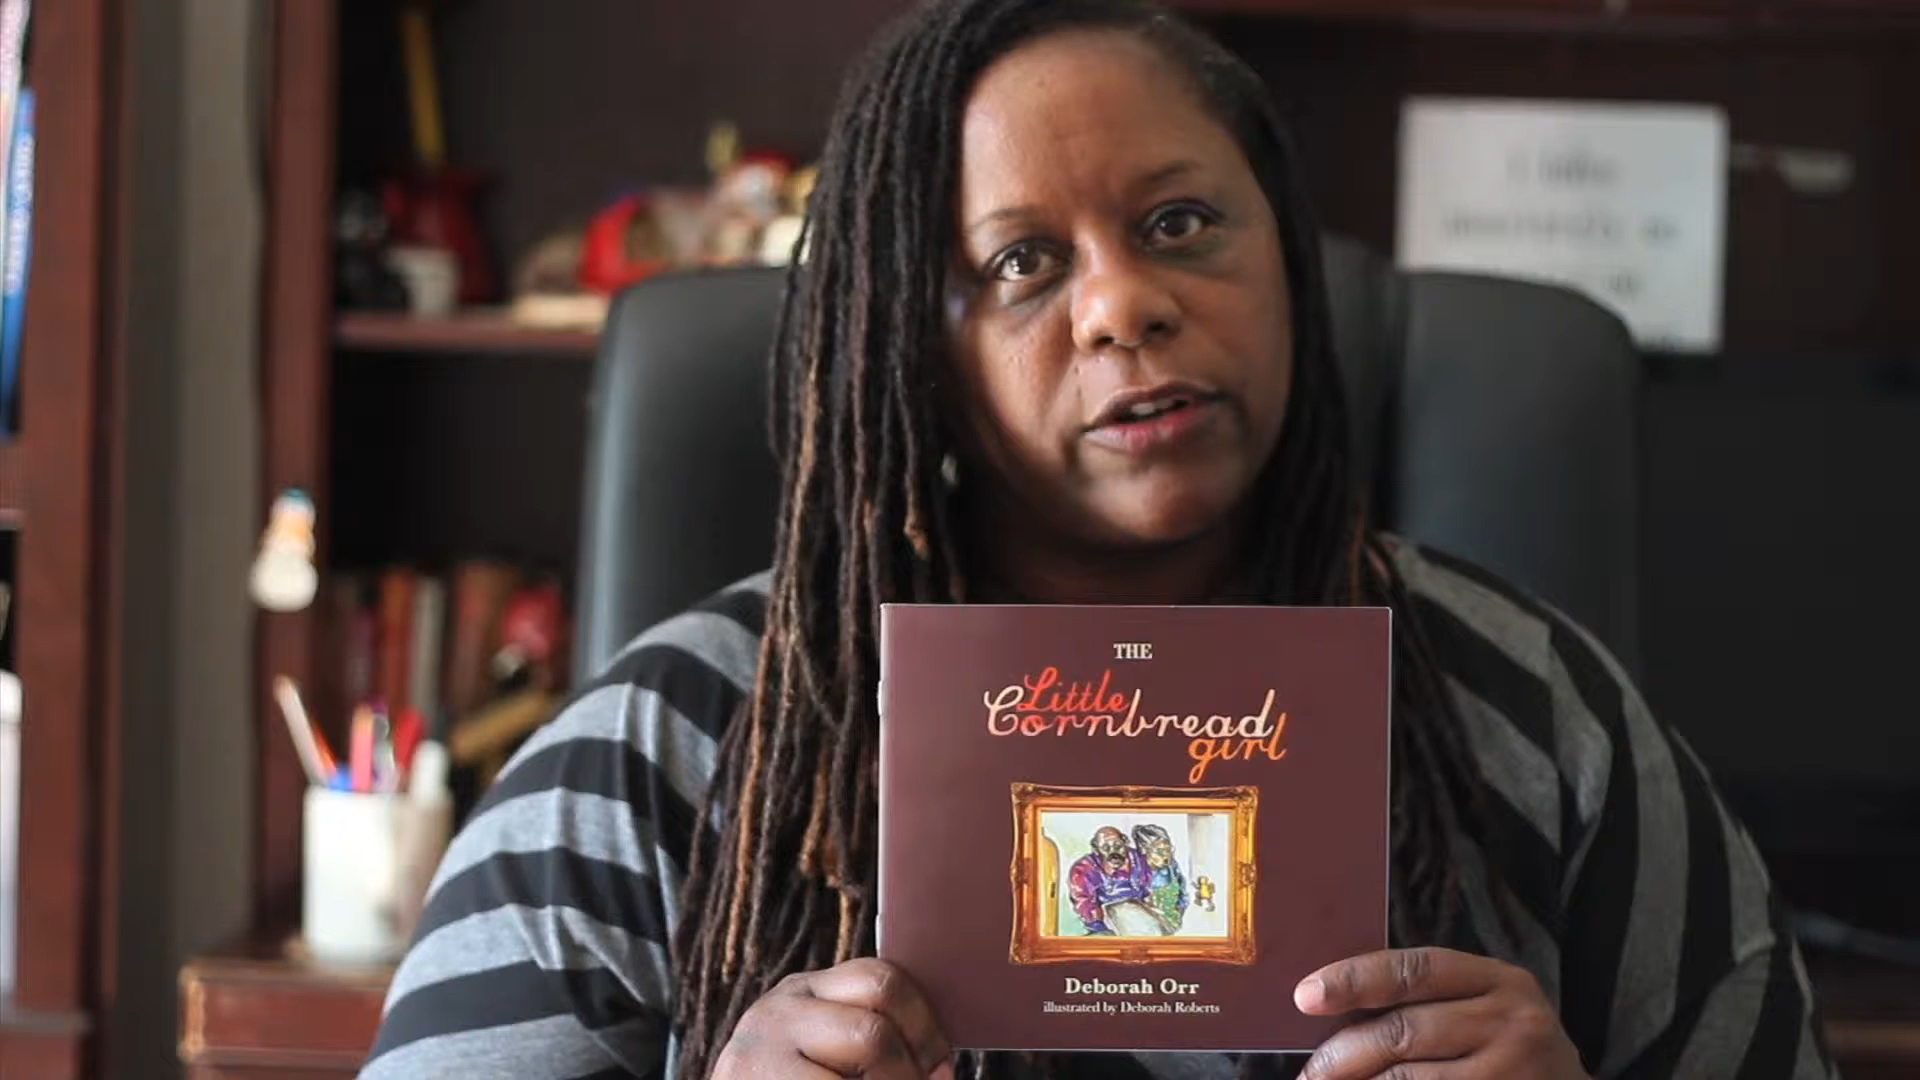 THE
Little
Cornbread
girl
Deborah Orr
illustrated by Deborah Roberts